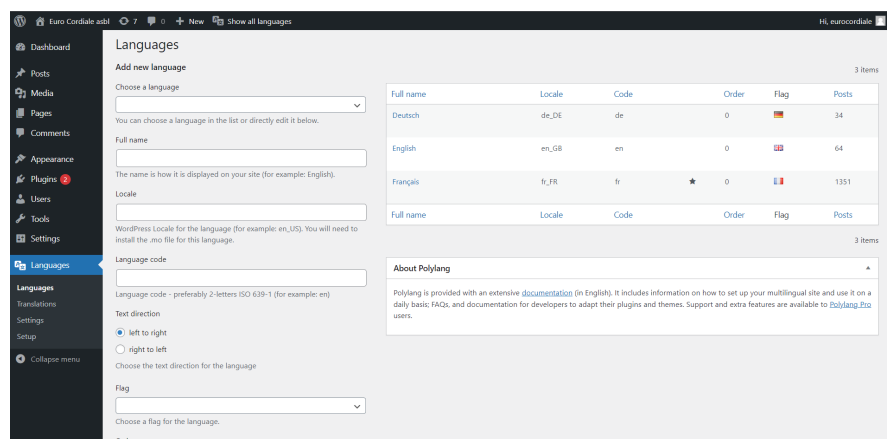 Euro Cordiale asbl 7 0 + New Show all languages Hi, eurocordiale
Dashboard
Posts
Media
Pages
Comments
Appearance
Plugins 2
Users
Tools
Settings
Languages
Languages
Translations
Settings
Setup
Collapse menu
Languages
Add new language
Choose a language
You can choose a language in the list or directly edit it below.
Full name
The name is how it is displayed on your site (for example: English).
Locale
WordPress Locale for the language (for example: en_US). You will need to
install the .mo file for this language.
Language code
Language code - preferably 2-letters ISO 639-1 (for example: en)
Text direction
left to right
right to left
Choose the text direction for the language
Flag
Choose a flag for the language.
3 items
Full name Locale Code Order Flag Posts
Deutsch de_DE de 0 34
English en_GB en 0 64
Français fr_FR fr 0 1351
Full name Locale Code Order Flag Posts
3 items
About Polylang
Polylang is provided with an extensive documentation (in English). It includes information on how to set up your multilingual site and use it on a
daily basis; FAQs, and documentation for developers to adapt their plugins and themes. Support and extra features are available to Polylang Pro
users.